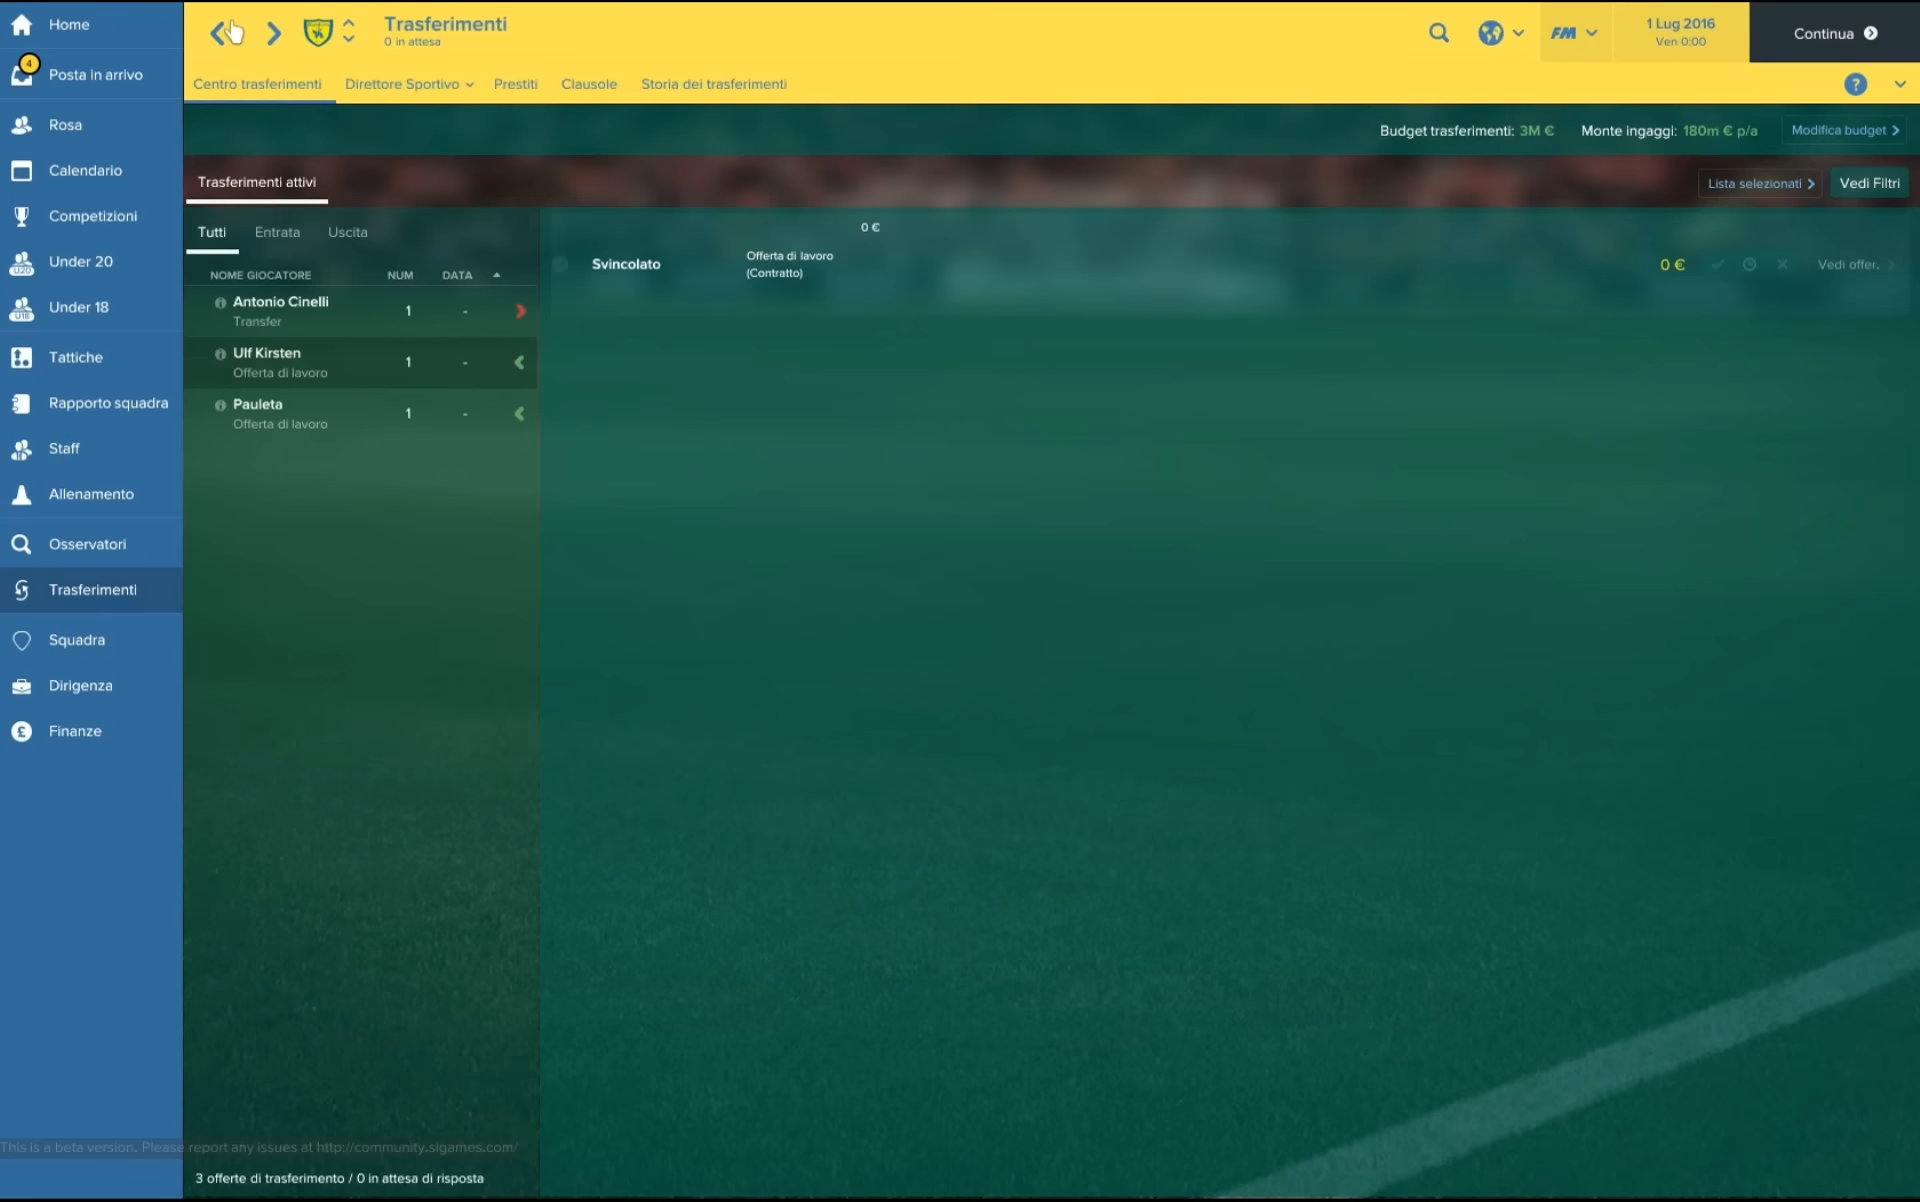 Home
4
Posta in arrivo
Rosa
Calendario
Competizioni
U20
Under 20
U18
Under 18
Tattiche
Rapporto squadra
Staff
Allenamento
Osservatori
Trasferimenti
Squadra
Dirigenza
£
Finanze
Trasferimenti
0 in attesa
FM
1 Lug 2016
Ven 0:00
Continua
Centro trasferimenti Direttore Sportivo Prestiti Clausole Storia dei trasferimenti
?
Budget trasferimenti: 3M € Monte ingaggi: 180m € p/a Modifica budget
Trasferimenti attivi
Lista selezionati Vedi Filtri
Tutti Entrata Uscita
NOME GIOCATORE NUM DATA
Antonio Cinelli 1 -
Transfer
Ulf Kirsten 1 -
Offerta di lavoro
Pauleta 1 -
Offerta di lavoro
0 €
Svincolato
Offerta di lavoro
(Contratto)
0 € Vedi offer.
This is a beta version. Please report any issues at http://community.sigames.com/
3 offerte di trasferimento / 0 in attesa di risposta